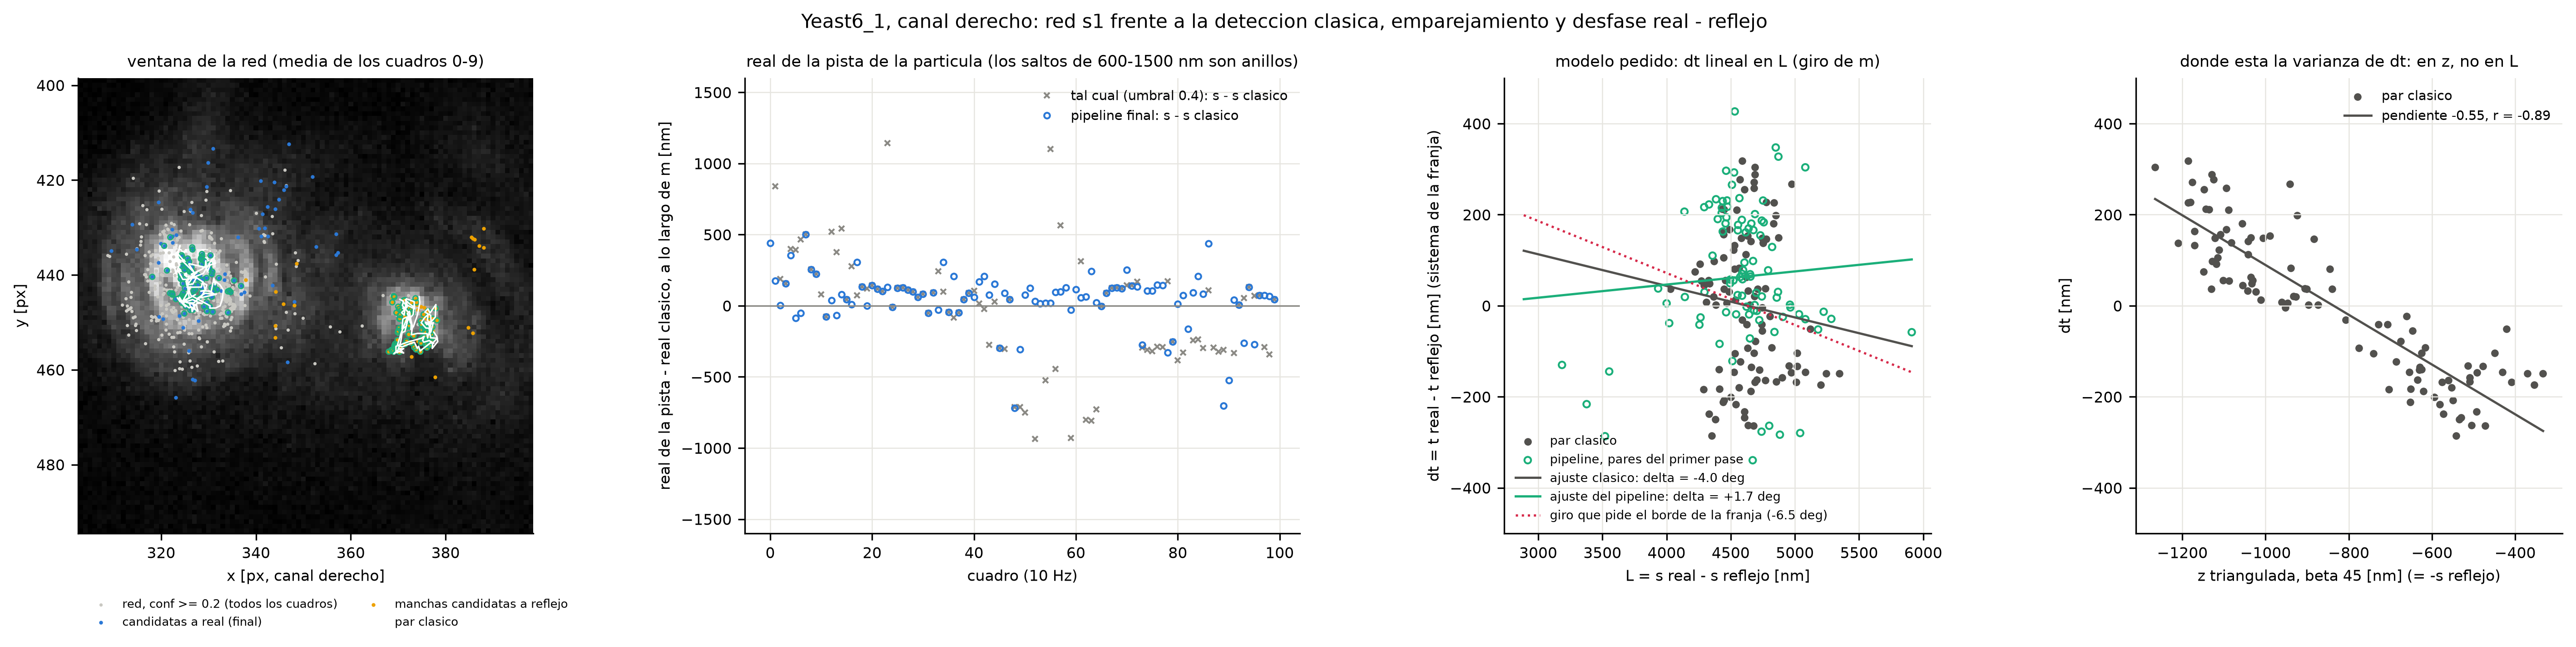 Yeast6_1, canal derecho: red s1 frente a la deteccion clasica, emparejamiento y desfase real - reflejo
ventana de la red (media de los cuadros 0-9)
400
420
440
460
480
y [px]
320
340
360
380
x [px, canal derecho]
red, conf >= 0.2 (todos los cuadros)
candidatas a real (final)
manchas candidatas a reflejo
par clasico
real de la pista de la particula (los saltos de 600-1500 nm son anillos)
tal cual (umbral 0.4): s - s clasico
pipeline final: s - s clasico
1500
1000
500
0
−500
−1000
−1500
real de la pista - real clasico, a lo largo de m [nm]
0
20
40
60
80
100
cuadro (10 Hz)
modelo pedido: dt lineal en L (giro de m)
400
200
0
−200
−400
dt = t real - t reflejo [nm] (sistema de la franja)
par clasico
pipeline, pares del primer pase
ajuste clasico: delta = -4.0 deg
ajuste del pipeline: delta = +1.7 deg
giro que pide el borde de la franja (-6.5 deg)
3000
3500
4000
4500
5000
5500
6000
L = s real - s reflejo [nm]
donde esta la varianza de dt: en z, no en L
par clasico
pendiente -0.55, r = -0.89
400
200
0
−200
−400
dt [nm]
−1200
−1000
−800
−600
−400
z triangulada, beta 45 [nm] (= -s reflejo)